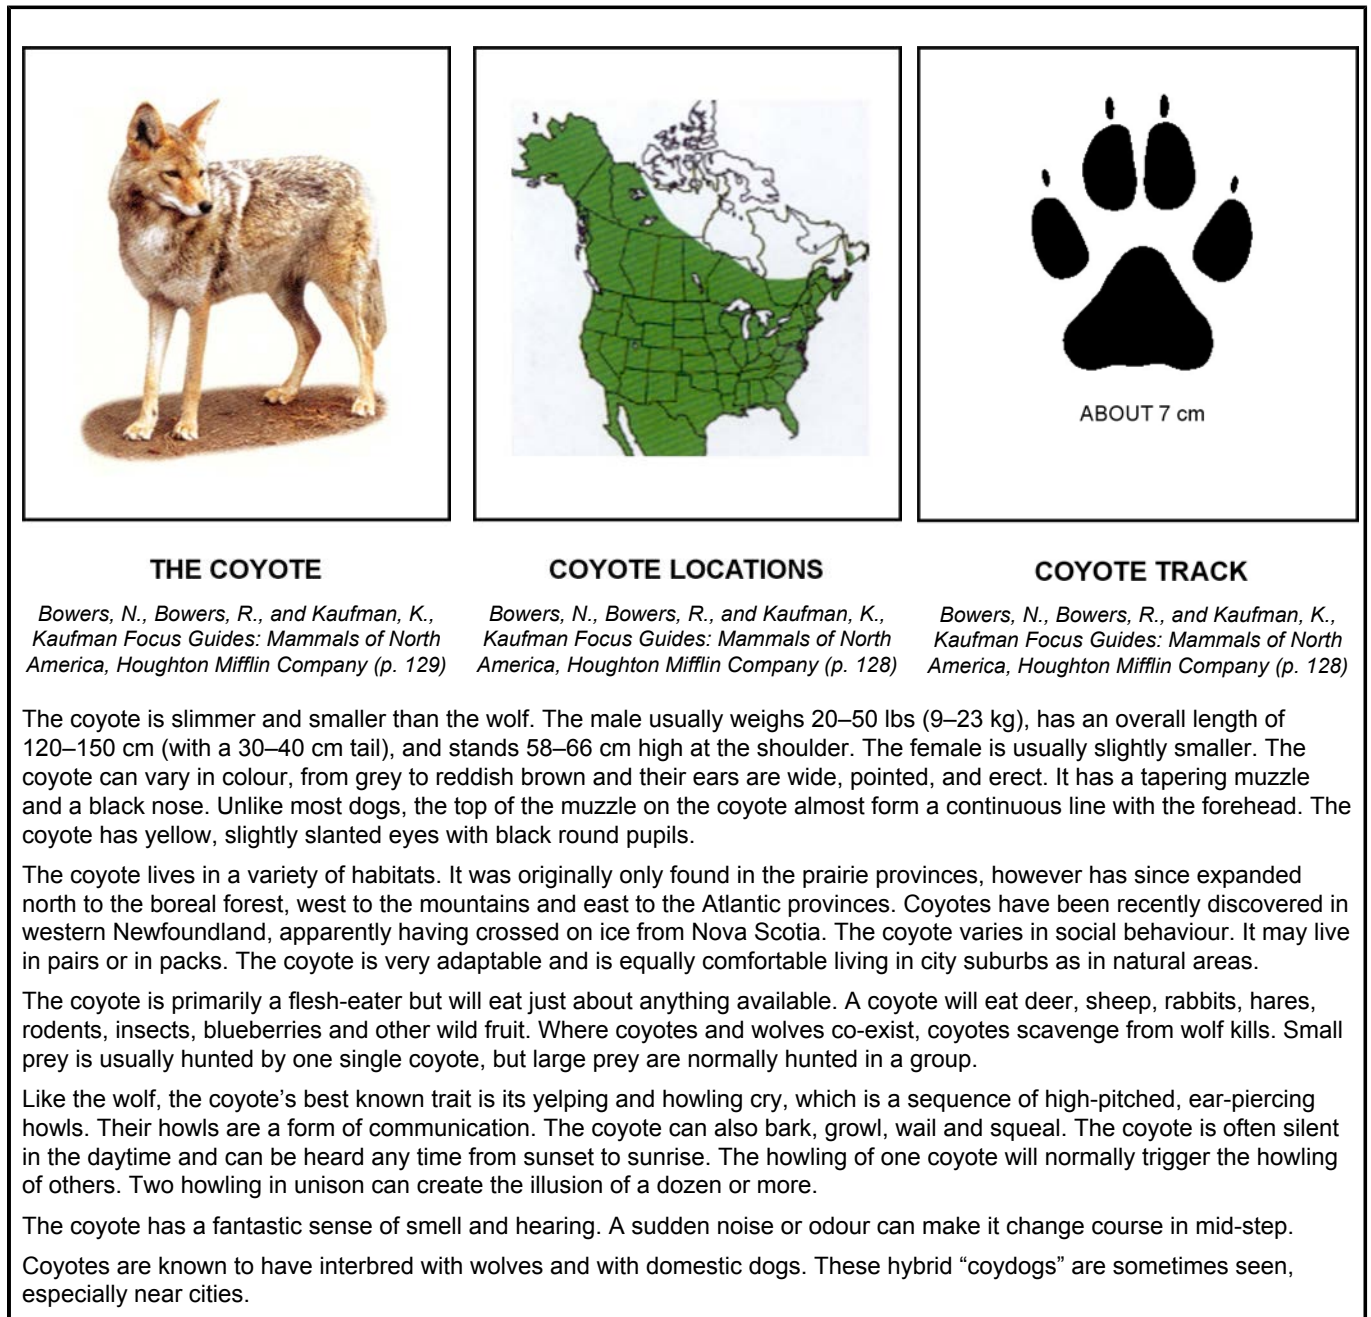 ABOUT 7 cm
THE COYOTE
Bowers, N., Bowers, R., and Kaufman, K.,
Kaufman Focus Guides: Mammals of North
America, Houghton Mifflin Company (p. 129)
COYOTE LOCATIONS
Bowers, N., Bowers, R., and Kaufman, K.,
Kaufman Focus Guides: Mammals of North
America, Houghton Mifflin Company (p. 128)
COYOTE TRACK
Bowers, N., Bowers, R., and Kaufman, K.,
Kaufman Focus Guides: Mammals of North
America, Houghton Mifflin Company (p. 128)
The coyote is slimmer and smaller than the wolf. The male usually weighs 20–50 lbs (9–23 kg), has an overall length of
120–150 cm (with a 30–40 cm tail), and stands 58–66 cm high at the shoulder. The female is usually slightly smaller. The
coyote can vary in colour, from grey to reddish brown and their ears are wide, pointed, and erect. It has a tapering muzzle
and a black nose. Unlike most dogs, the top of the muzzle on the coyote almost form a continuous line with the forehead. The
coyote has yellow, slightly slanted eyes with black round pupils.
The coyote lives in a variety of habitats. It was originally only found in the prairie provinces, however has since expanded
north to the boreal forest, west to the mountains and east to the Atlantic provinces. Coyotes have been recently discovered in
western Newfoundland, apparently having crossed on ice from Nova Scotia. The coyote varies in social behaviour. It may live
in pairs or in packs. The coyote is very adaptable and is equally comfortable living in city suburbs as in natural areas.
The coyote is primarily a flesh-eater but will eat just about anything available. A coyote will eat deer, sheep, rabbits, hares,
rodents, insects, blueberries and other wild fruit. Where coyotes and wolves co-exist, coyotes scavenge from wolf kills. Small
prey is usually hunted by one single coyote, but large prey are normally hunted in a group.
Like the wolf, the coyote’s best known trait is its yelping and howling cry, which is a sequence of high-pitched, ear-piercing
howls. Their howls are a form of communication. The coyote can also bark, growl, wail and squeal. The coyote is often silent
in the daytime and can be heard any time from sunset to sunrise. The howling of one coyote will normally trigger the howling
of others. Two howling in unison can create the illusion of a dozen or more.
The coyote has a fantastic sense of smell and hearing. A sudden noise or odour can make it change course in mid-step.
Coyotes are known to have interbred with wolves and with domestic dogs. These hybrid “coydogs” are sometimes seen,
especially near cities.